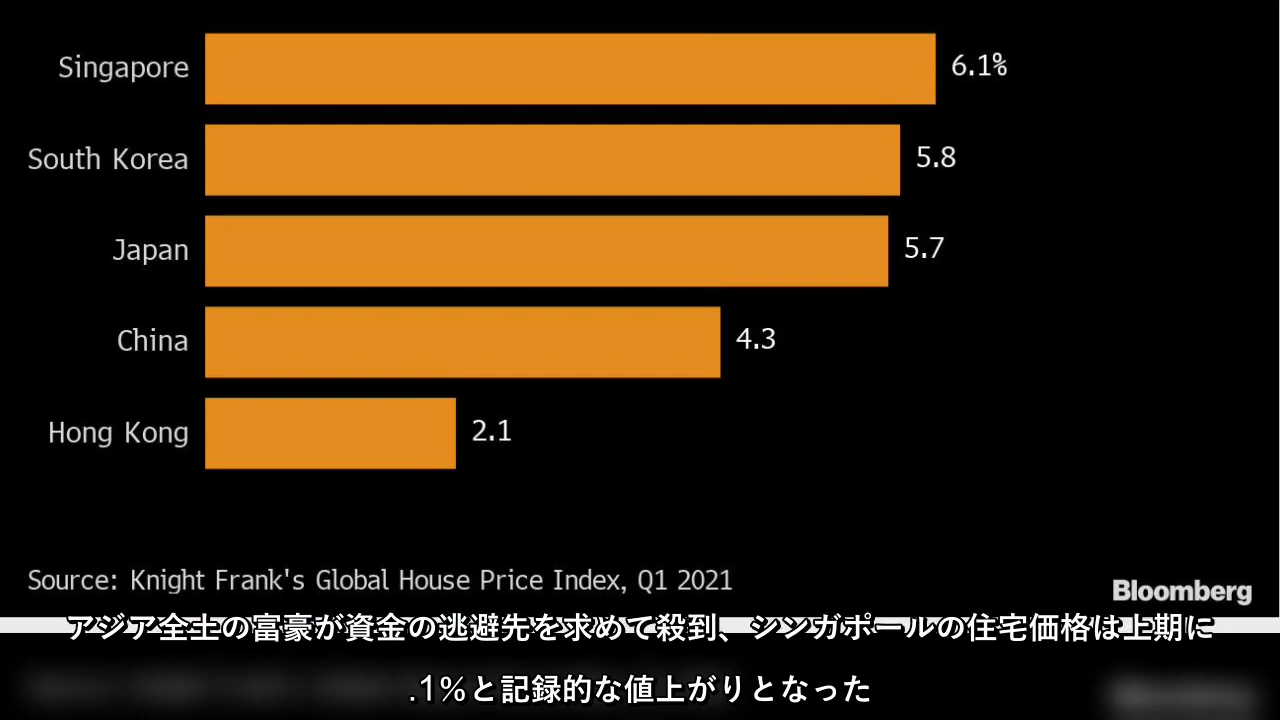 Singapore 6.1%
South Korea 5.8
Japan 5.7
China 4.3
Hong Kong 2.1
Source: Knight Frank's Global House Price Index, Q1 2021
Bloomberg
アジア全土の富豪が資金の逃避先を求めて殺到、シンガポールの住宅価格は上期に
.1%と記録的な値上がりとなった